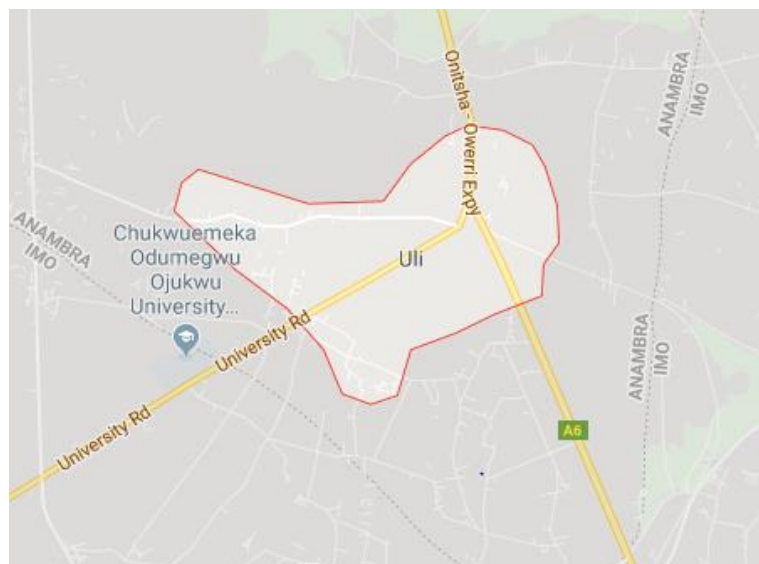 Onitsha - Owerri Expy
ANAMBRA
IMO
ANAMBRA
IMO
Chukwuemeka
Odumegwu
Ojukwu
University...
Uli
University Rd
University Rd
ANAMBRA
IMO
A6